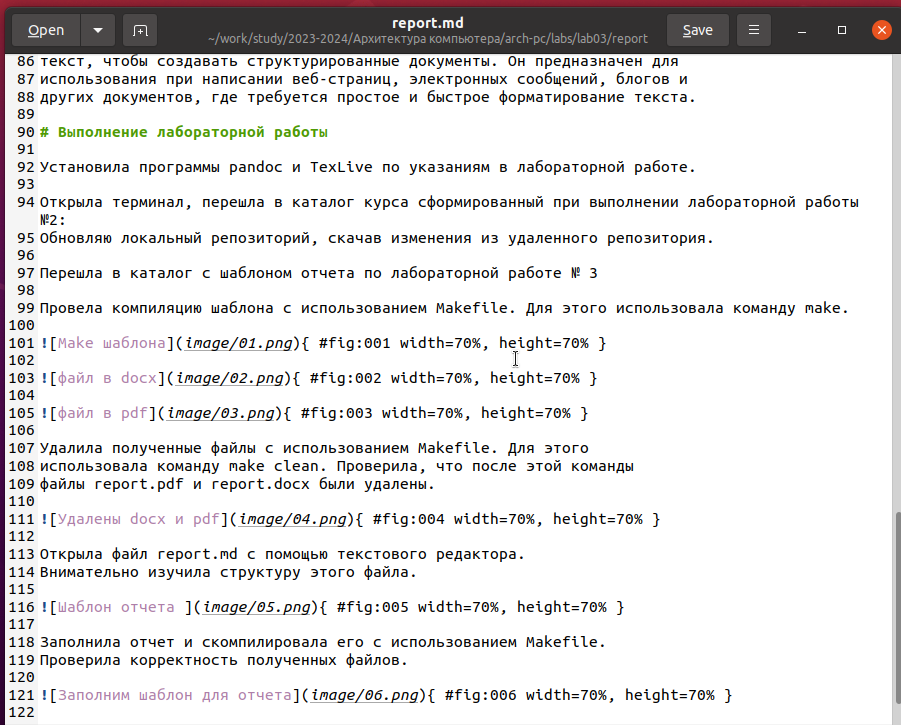 Open
report.md
~/work/study/2023-2024/Архитектура компьютера/arch-pc/labs/lab03/report
Save
86 текст, чтобы создавать структурированные документы. Он предназначен для
87 использования при написании веб-страниц, электронных сообщений, блогов и
88 других документов, где требуется простое и быстрое форматирование текста.
89
90 # Выполнение лабораторной работы
91
92 Установила программы pandoc и TexLive по указаниям в лабораторной работе.
93
94 Открыла терминал, перешла в каталог курса сформированный при выполнении лабораторной работы
№2:
95 Обновляю локальный репозиторий, скачав изменения из удаленного репозитория.
96
97 Перешла в каталог с шаблоном отчета по лабораторной работе № 3
98
99 Провела компиляцию шаблона с использованием Makefile. Для этого использовала команду make.
100
101 ![Make шаблона](image/01.png){ #fig:001 width=70%, height=70% }
102
103 ![файл в docx](image/02.png){ #fig:002 width=70%, height=70% }
104
105 ![файл в pdf](image/03.png){ #fig:003 width=70%, height=70% }
106
107 Удалила полученные файлы с использованием Makefile. Для этого
108 использовала команду make clean. Проверила, что после этой команды
109 файлы report.pdf и report.docx были удалены.
110
111 ![Удалены docx и pdf](image/04.png){ #fig:004 width=70%, height=70% }
112
113 Открыла файл report.md с помощью текстового редактора.
114 Внимательно изучила структуру этого файла.
115
116 ![Шаблон отчета ](image/05.png){ #fig:005 width=70%, height=70% }
117
118 Заполнила отчет и скомпилировала его с использованием Makefile.
119 Проверила корректность полученных файлов.
120
121 ![Заполним шаблон для отчета](image/06.png){ #fig:006 width=70%, height=70% }
122